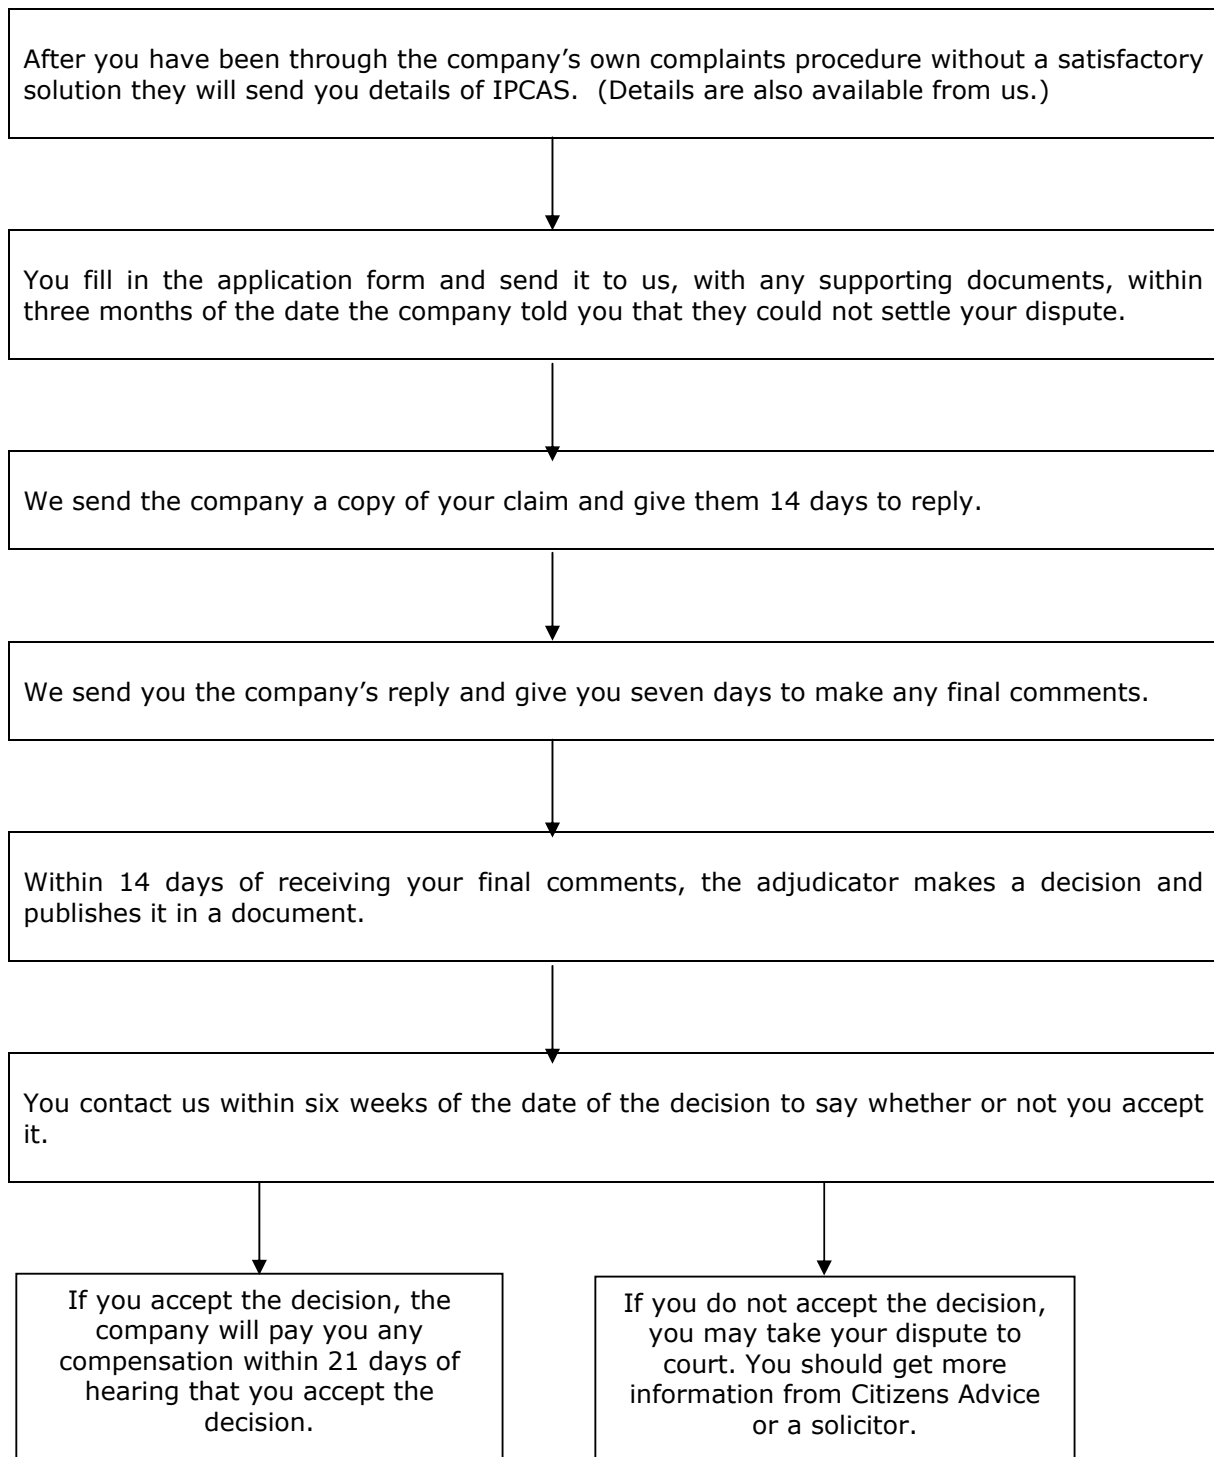 After you have been through the company’s own complaints procedure without a satisfactory
solution they will send you details of IPCAS.  (Details are also available from us.)
You fill in the application form and send it to us, with any supporting documents, within
three months of the date the company told you that they could not settle your dispute.
We send the company a copy of your claim and give them 14 days to reply.
We send you the company’s reply and give you seven days to make any final comments.
Within 14 days of receiving your final comments, the adjudicator makes a decision and
publishes it in a document.
You contact us within six weeks of the date of the decision to say whether or not you accept
it.
If you accept the decision, the
company will pay you any
compensation within 21 days of
hearing that you accept the
decision.
If you do not accept the decision,
you may take your dispute to
court. You should get more
information from Citizens Advice
or a solicitor.